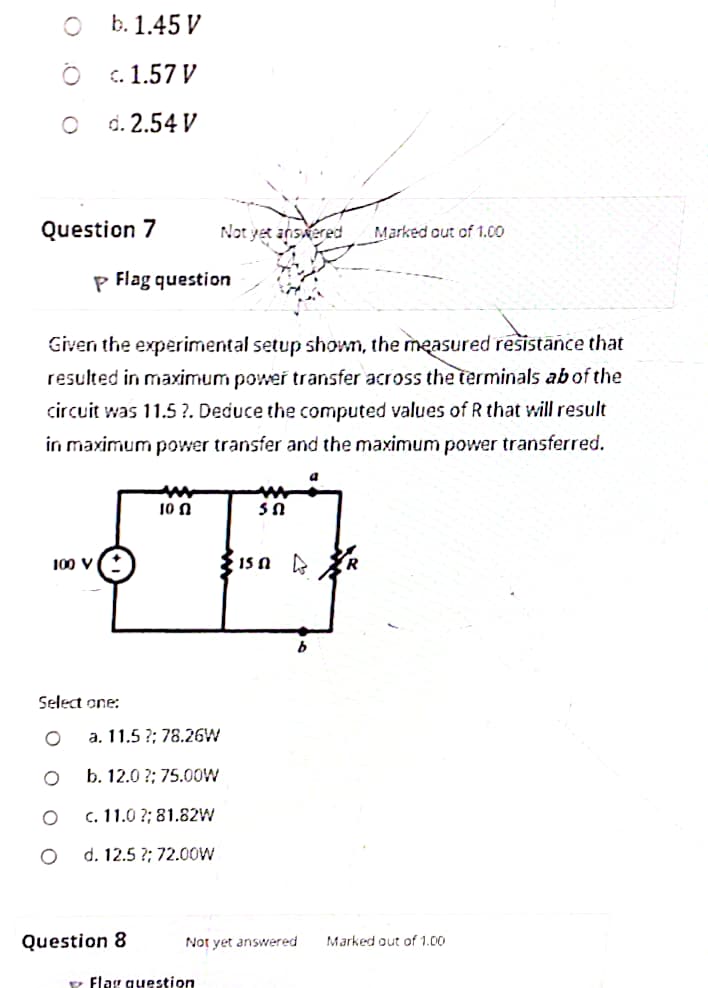 b. 1.45 V
c. 1.57 V
d. 2.54 V
Question 7
Not yet answered
Marked out of 1.00
Flag question
Given the experimental setup shown, the measured resistance that
resulted in maximum power transfer across the terminals ab of the
circuit was 11.5 ?. Deduce the computed values of R that will result
in maximum power transfer and the maximum power transferred.
a
10 Ω
5 Ω
100 V
15 Ω
R
b
Select one:
a. 11.5 ?; 78.26W
b. 12.0 ?; 75.00W
c. 11.0 ?; 81.82W
d. 12.5 ?; 72.00W
Question 8
Not yet answered
Marked out of 1.00
Flag question